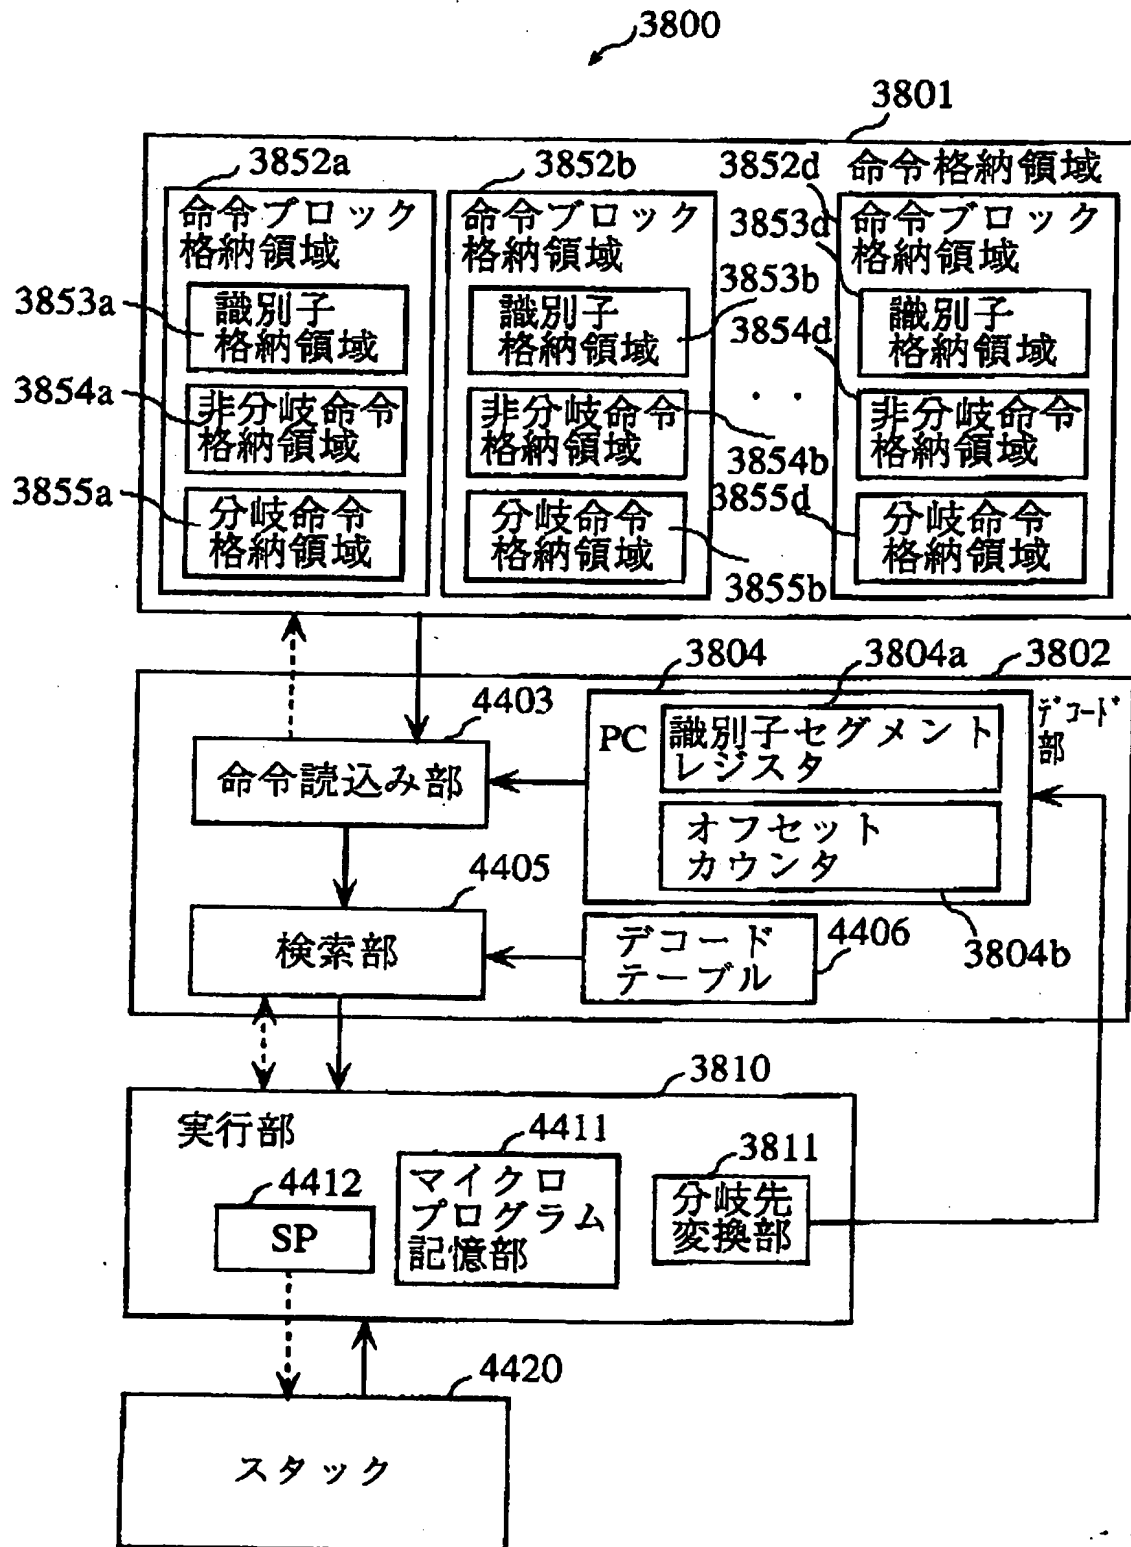 3800
3801
命令格納領域
3852a
命令ブロック
格納領域
3853a
識別子
格納領域
3854a
非分岐命令
格納領域
3855a
分岐命令
格納領域
3852b
命令ブロック
格納領域
3853b
識別子
格納領域
3854b
非分岐命令
格納領域
3855b
分岐命令
格納領域
. .
3852d
命令ブロック
格納領域
3853d
識別子
格納領域
3854d
非分岐命令
格納領域
3855d
分岐命令
格納領域
3802
デコード
部
4403
命令読込み部
3804
PC
3804a
識別子セグメント
レジスタ
オフセット
カウンタ
3804b
4405
検索部
4406
デコード
テーブル
3810
実行部
4412
SP
4411
マイクロ
プログラム
記憶部
3811
分岐先
変換部
4420
スタック